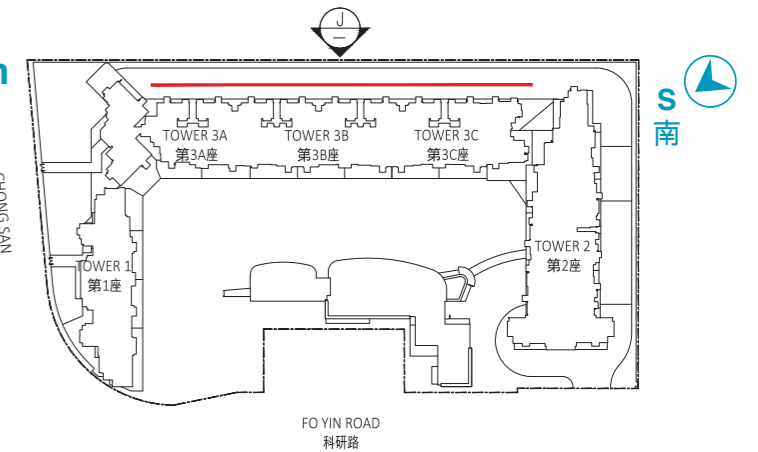 J
S
南
TOWER 3A
第3A座
TOWER 3B
第3B座
TOWER 3C
第3C座
CHONG SAN
TOWER 1
第1座
TOWER 2
第2座
FO YIN ROAD
科研路